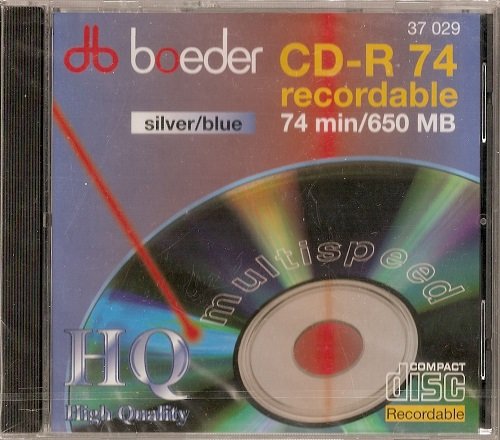 37 029
boeder
CD-R 74
recordable
silver/blue
74 min/650 MB
multispeed
HQ
High Quality
COMPACT
disc
Recordable